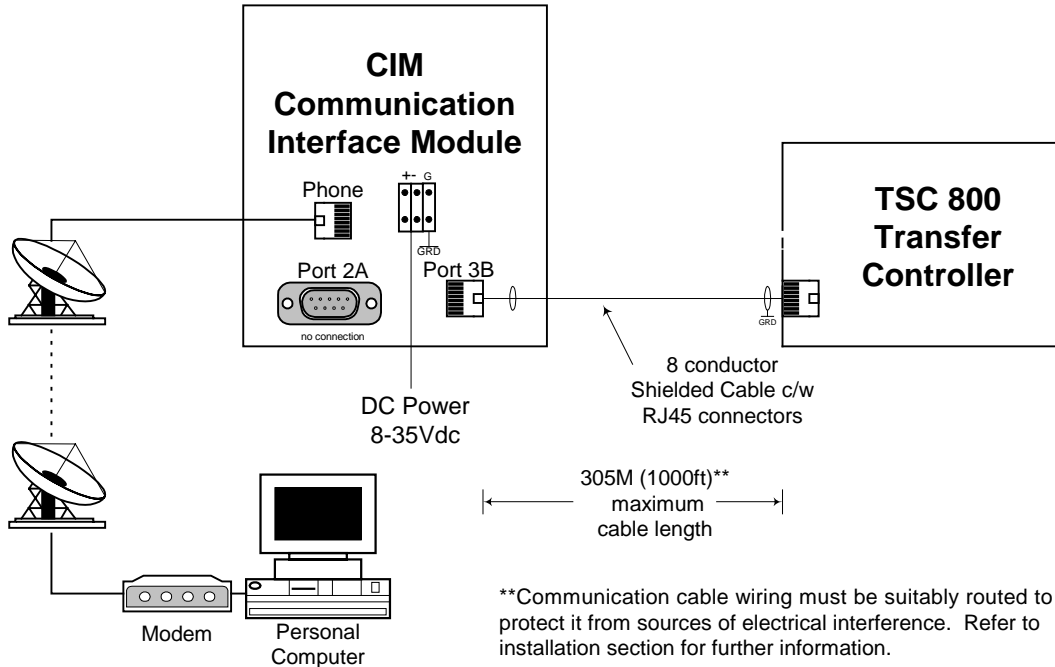 CIM
Communication
Interface Module
Phone
+- G
GRD
Port 2A
no connection
Port 3B
DC Power
8-35Vdc
TSC 800
Transfer
Controller
GRD
8 conductor
Shielded Cable c/w
RJ45 connectors
305M (1000ft)**
maximum
cable length
Modem
Personal
Computer
**Communication cable wiring must be suitably routed to
protect it from sources of electrical interference. Refer to
installation section for further information.